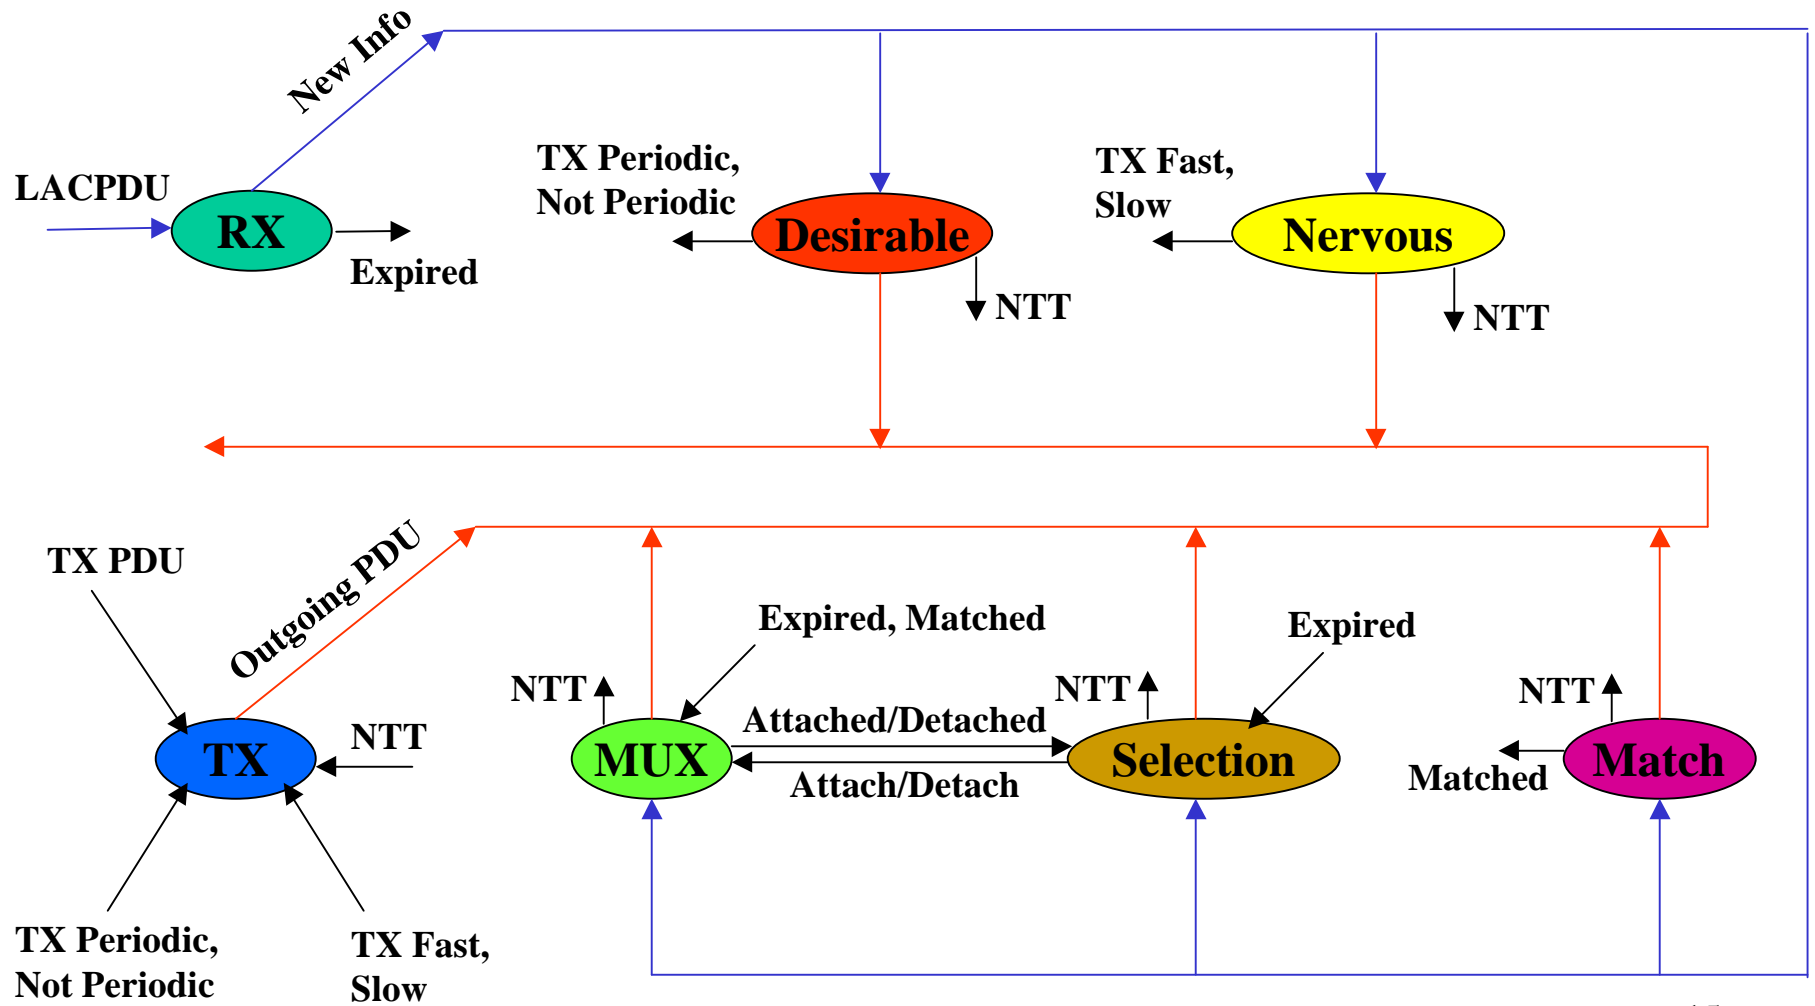 New Info
LACPDU
RX
Expired
TX Periodic,
Not Periodic
Desirable
NTT
TX Fast,
Slow
Nervous
NTT
TX PDU
Outgoing PDU
Expired, Matched
Expired
NTT
NTT
NTT
TX
NTT
MUX
Attached/Detached
Attach/Detach
Selection
Matched
Match
TX Periodic,
Not Periodic
TX Fast,
Slow